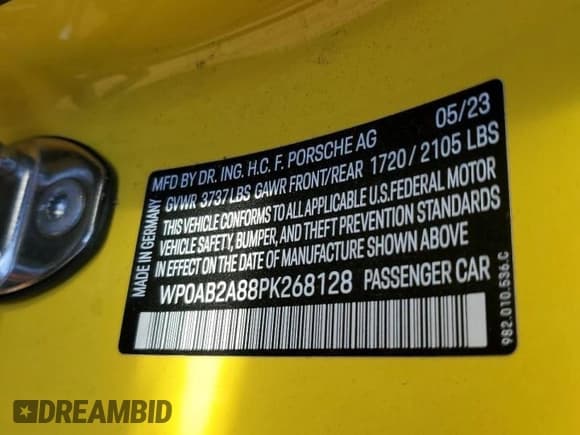 MADE IN GERMANY
05/23
MFD BY DR. ING. H.C. F. PORSCHE AG
GVWR 3737 LBS GAWR FRONT/REAR 1720 / 2105 LBS
THIS VEHICLE CONFORMS TO ALL APPLICABLE U.S.FEDERAL MOTOR
VEHICLE SAFETY, BUMPER, AND THEFT PREVENTION STANDARDS
IN EFFECT ON THE DATE OF MANUFACTURE SHOWN ABOVE
WP0AB2A88PK268128 PASSENGER CAR
982.010.536.C
DREAMBID